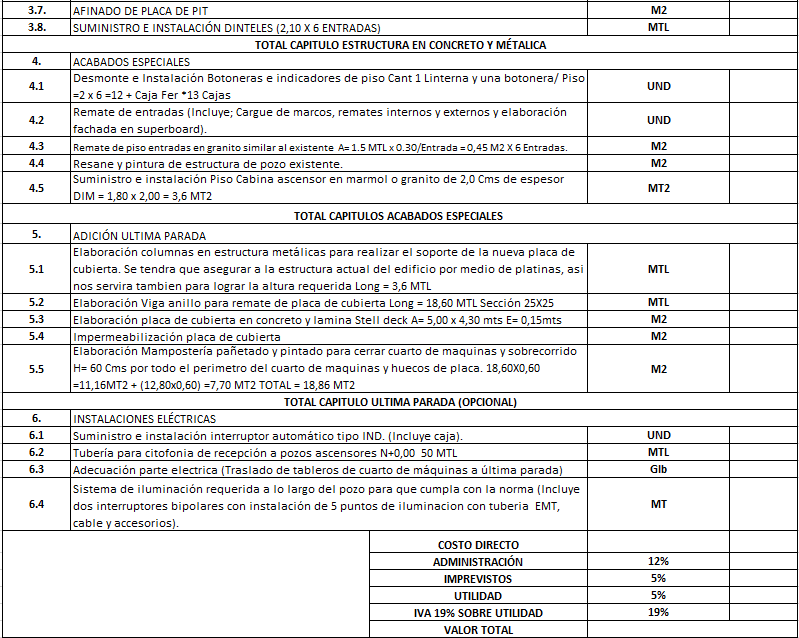 3.7. AFINADO DE PLACA DE PIT M2
3.8. SUMINISTRO E INSTALACIÓN DINTELES (2,10 X 6 ENTRADAS) MTL
TOTAL CAPITULO ESTRUCTURA EN CONCRETO Y MÉTALICA
4. ACABADOS ESPECIALES
4.1 Desmonte e Instalación Botoneras e indicadores de piso Cant 1 Linterna y una botonera/ Piso UND
=2 x 6 =12 + Caja Fer *13 Cajas
4.2 Remate de entradas (Incluye; Cargue de marcos, remates internos y externos y elaboración UND
fachada en superboard).
4.3 Remate de piso entradas en granito similar al existente A= 1.5 MTL x 0.30/Entrada = 0,45 M2 X 6 Entradas. M2
4.4 Resane y pintura de estructura de pozo existente. M2
4.5 Suministro e instalación Piso Cabina ascensor en marmol o granito de 2,0 Cms de espesor MT2
DIM = 1,80 x 2,00 = 3,6 MT2
TOTAL CAPITULOS ACABADOS ESPECIALES
5. ADICIÓN ULTIMA PARADA
5.1 Elaboración columnas en estructura metálicas para realizar el soporte de la nueva placa de MTL
cubierta. Se tendra que asegurar a la estructura actual del edificio por medio de platinas, asi
nos servira tambien para lograr la altura requerida Long = 3,6 MTL
5.2 Elaboración Viga anillo para remate de placa de cubierta Long = 18,60 MTL Sección 25X25 MTL
5.3 Elaboración placa de cubierta en concreto y lamina Stell deck A= 5,00 x 4,30 mts E= 0,15mts M2
5.4 Impermeabilización placa de cubierta M2
5.5 Elaboración Mampostería pañetado y pintado para cerrar cuarto de maquinas y sobrecorrido M2
H= 60 Cms por todo el perimetro del cuarto de maquinas y huecos de placa. 18,60X0,60
=11,16MT2 + (12,80x0,60) =7,70 MT2 TOTAL = 18,86 MT2
TOTAL CAPITULO ULTIMA PARADA (OPCIONAL)
6. INSTALACIONES ELÉCTRICAS
6.1 Suministro e instalación interruptor automático tipo IND. (Incluye caja). UND
6.2 Tubería para citofonia de recepción a pozos ascensores N+0,00 50 MTL MTL
6.3 Adecuación parte electrica (Traslado de tableros de cuarto de máquinas a última parada) Glb
6.4 Sistema de iluminación requerida a lo largo del pozo para que cumpla con la norma (Incluye MT
dos interruptores bipolares con instalación de 5 puntos de iluminacion con tuberia EMT,
cable y accesorios).
COSTO DIRECTO
ADMINISTRACIÓN 12%
IMPREVISTOS 5%
UTILIDAD 5%
IVA 19% SOBRE UTILIDAD 19%
VALOR TOTAL